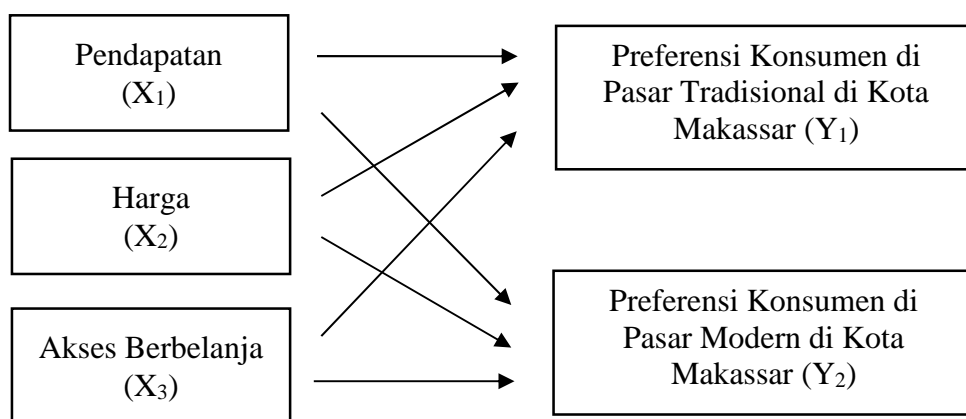 Pendapatan
(X₁)
Harga
(X₂)
Akses Berbelanja
(X₃)
Preferensi Konsumen di
Pasar Tradisional di Kota
Makassar (Y₁)
Preferensi Konsumen di
Pasar Modern di Kota
Makassar (Y₂)